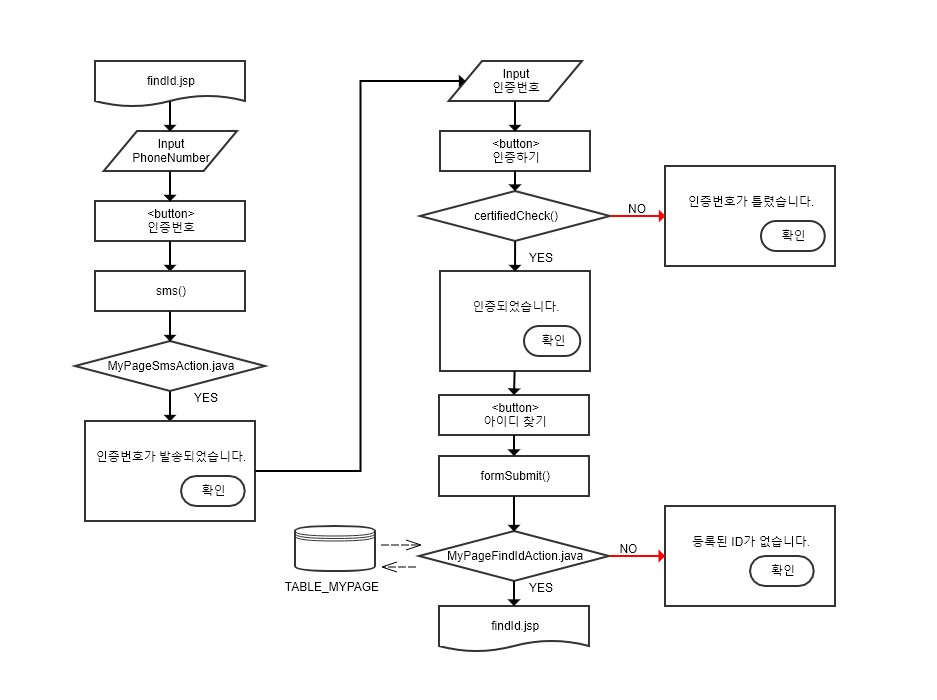 findId.jsp
Input
PhoneNumber
<button>
인증번호
sms()
MyPageSmsAction.java
YES
인증번호가 발송되었습니다.
확인
Input
인증번호
<button>
인증하기
certifiedCheck()
NO
인증번호가 틀렸습니다.
확인
YES
인증되었습니다.
확인
<button>
아이디 찾기
formSubmit()
TABLE_MYPAGE
MyPageFindIdAction.java
NO
등록된 ID가 없습니다.
확인
YES
findId.jsp